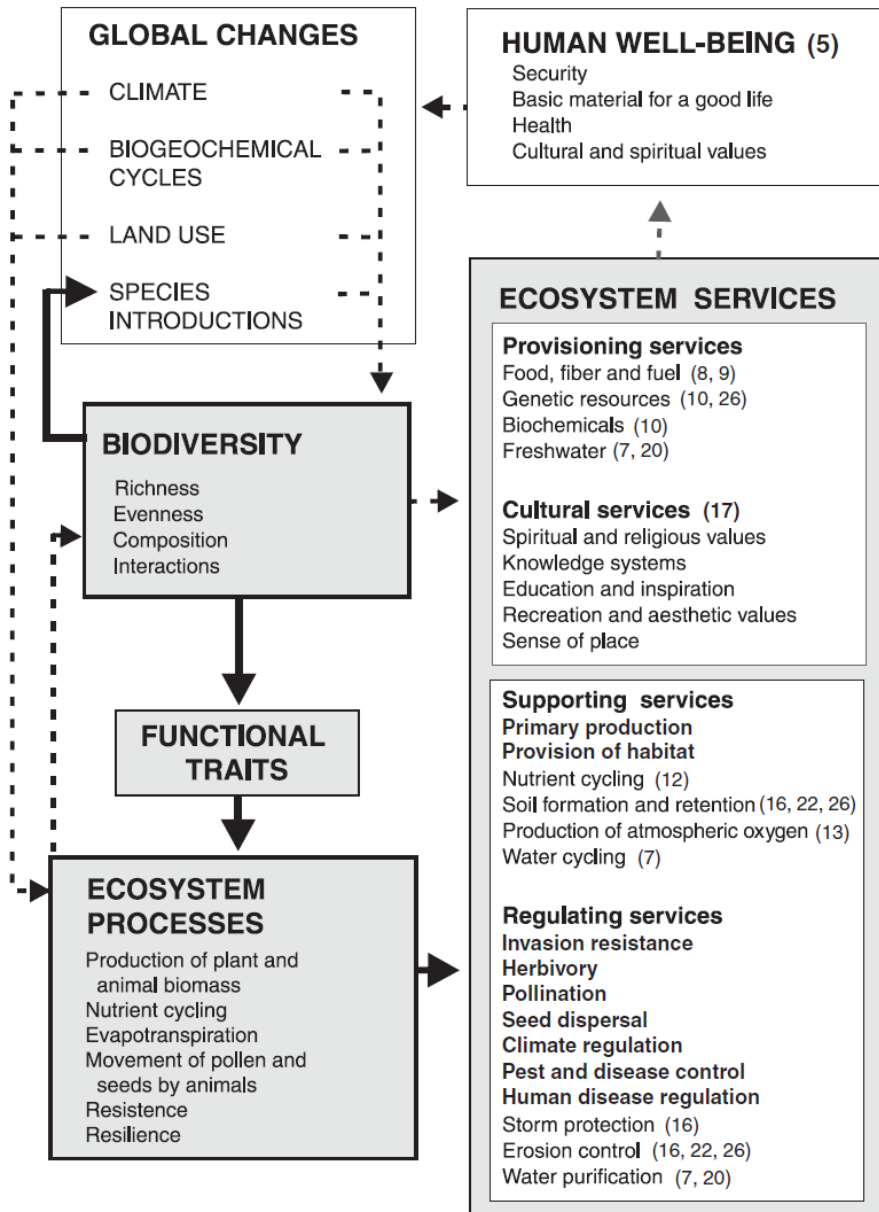 GLOBAL CHANGES
CLIMATE
BIOGEOCHEMICAL
CYCLES
LAND USE
SPECIES
INTRODUCTIONS
HUMAN WELL-BEING (5)
Security
Basic material for a good life
Health
Cultural and spiritual values
BIODIVERSITY
Richness
Evenness
Composition
Interactions
FUNCTIONAL
TRAITS
ECOSYSTEM
PROCESSES
Production of plant and
animal biomass
Nutrient cycling
Evapotranspiration
Movement of pollen and
seeds by animals
Resistence
Resilience
ECOSYSTEM SERVICES
Provisioning services
Food, fiber and fuel (8, 9)
Genetic resources (10, 26)
Biochemicals (10)
Freshwater (7, 20)
Cultural services (17)
Spiritual and religious values
Knowledge systems
Education and inspiration
Recreation and aesthetic values
Sense of place
Supporting services
Primary production
Provision of habitat
Nutrient cycling (12)
Soil formation and retention (16, 22, 26)
Production of atmospheric oxygen (13)
Water cycling (7)
Regulating services
Invasion resistance
Herbivory
Pollination
Seed dispersal
Climate regulation
Pest and disease control
Human disease regulation
Storm protection (16)
Erosion control (16, 22, 26)
Water purification (7, 20)